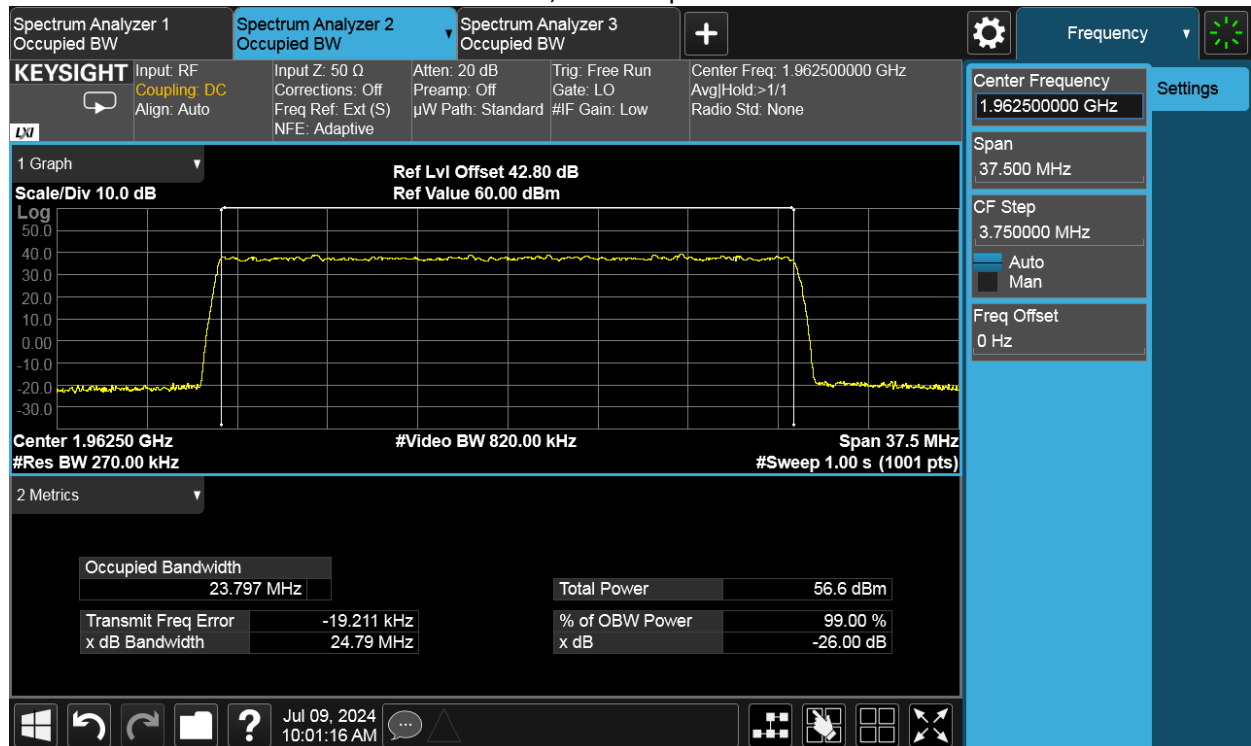 Spectrum Analyzer 1
Occupied BW
Spectrum Analyzer 2
Occupied BW
Spectrum Analyzer 3
Occupied BW
+
Frequency
KEYSIGHT
LXI
Input: RF
Coupling: DC
Align: Auto
Input Z: 50 Ω
Corrections: Off
Freq Ref: Ext (S)
NFE: Adaptive
Atten: 20 dB
Preamp: Off
µW Path: Standard
Trig: Free Run
Gate: LO
#IF Gain: Low
Center Freq: 1.962500000 GHz
Avg|Hold:>1/1
Radio Std: None
Center Frequency
1.962500000 GHz
Settings
Span
37.500 MHz
CF Step
3.750000 MHz
Auto
Man
Freq Offset
0 Hz
1 Graph
Scale/Div 10.0 dB
Ref Lvl Offset 42.80 dB
Ref Value 60.00 dBm
Log
50.0
40.0
30.0
20.0
10.0
0.00
-10.0
-20.0
-30.0
Center 1.96250 GHz
#Video BW 820.00 kHz
Span 37.5 MHz
#Res BW 270.00 kHz
#Sweep 1.00 s (1001 pts)
2 Metrics
Occupied Bandwidth
23.797 MHz
Total Power 56.6 dBm
Transmit Freq Error -19.211 kHz
% of OBW Power 99.00 %
x dB Bandwidth 24.79 MHz
x dB -26.00 dB
?
Jul 09, 2024
10:01:16 AM